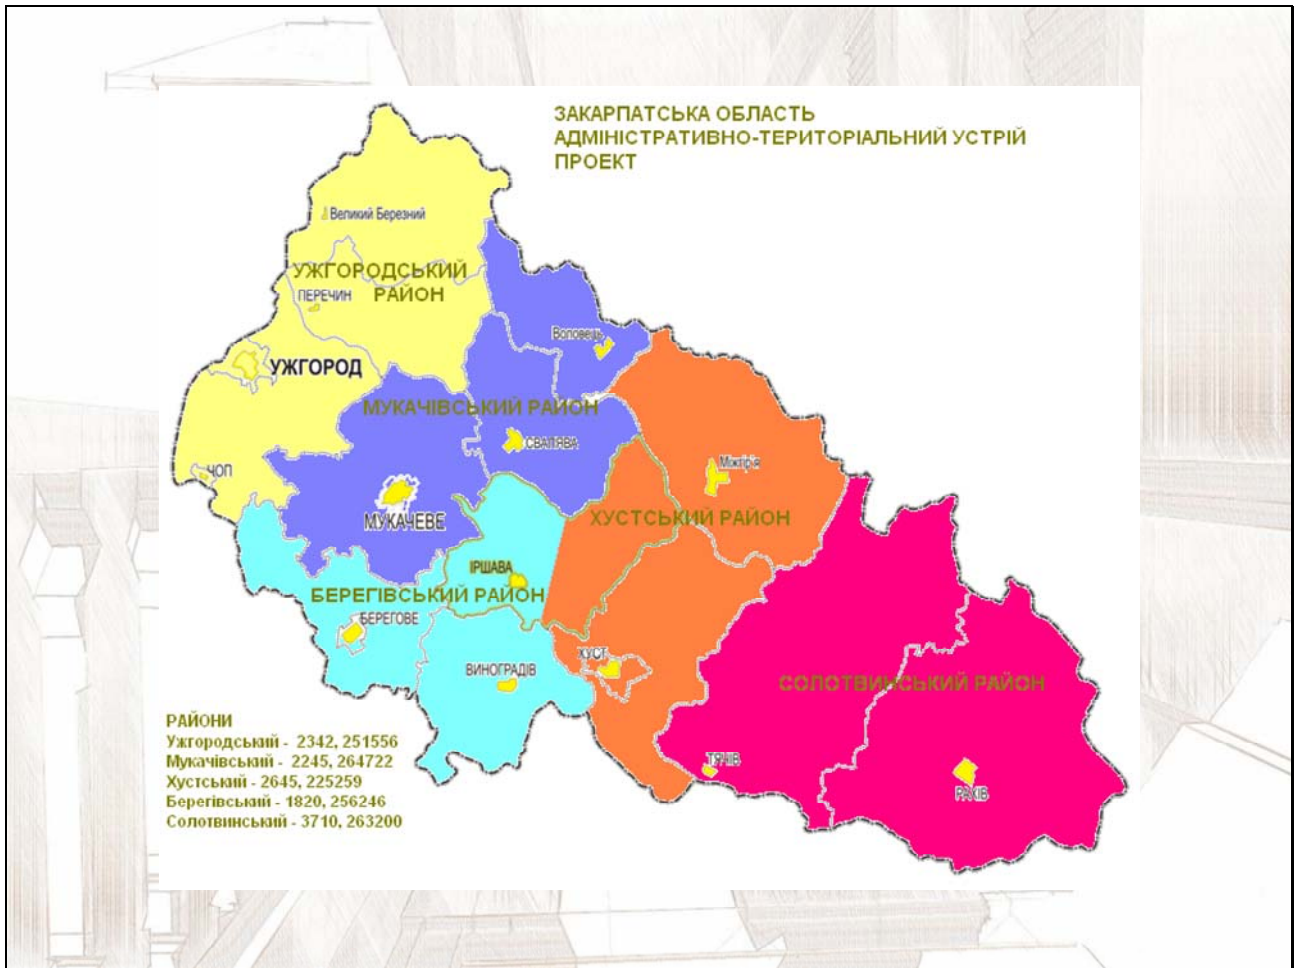 ЗАКАРПАТСЬКА ОБЛАСТЬ
АДМІНІСТРАТИВНО-ТЕРИТОРІАЛЬНИЙ УСТРІЙ
ПРОЕКТ
Великий Березний
УЖГОРОДСЬКИЙ
РАЙОН
ПЕРЕЧИН
Воловець
УЖГОРОД
МУКАЧІВСЬКИЙ РАЙОН
СВАЛЯВА
ЧОП
Міжгір'я
МУКАЧЕВЕ
ХУСТСЬКИЙ РАЙОН
ІРШАВА
БЕРЕГІВСЬКИЙ РАЙОН
БЕРЕГОВЕ
ХУСТ
ВИНОГРАДІВ
СОЛОТВИНСЬКИЙ РАЙОН
ТЯЧІВ
РАХІВ
РАЙОНИ
Ужгородський - 2342, 251556
Мукачівський - 2245, 264722
Хустський - 2645, 225259
Берегівський - 1820, 256246
Солотвинський - 3710, 263200